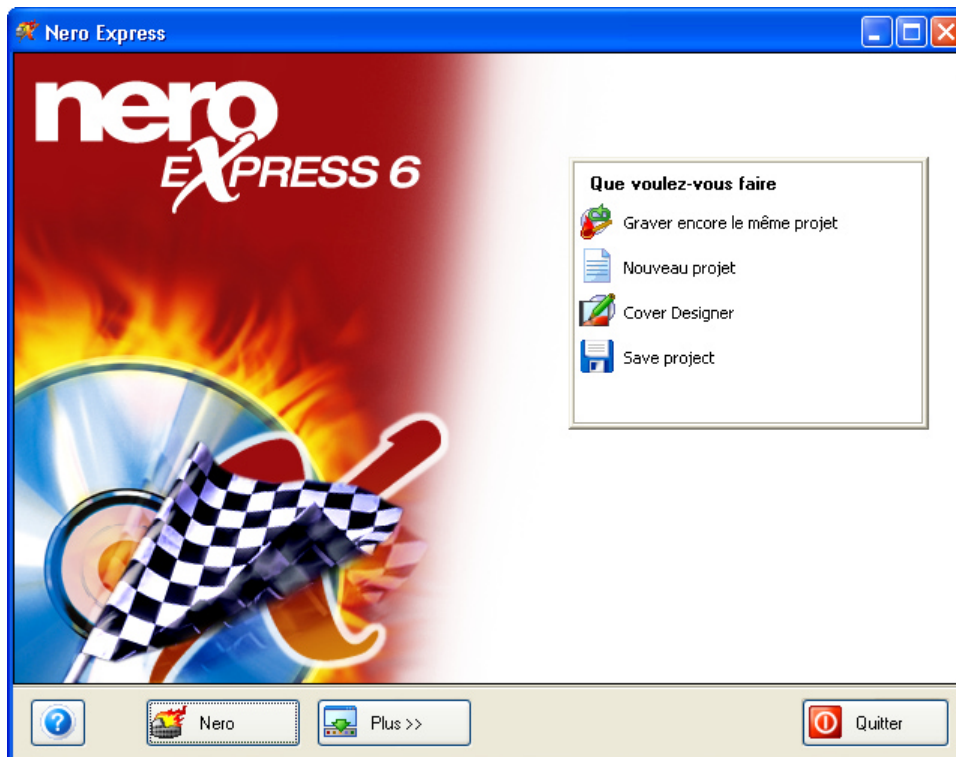 Nero Express
nero
EXPRESS 6
Que voulez-vous faire
Graver encore le même projet
Nouveau projet
Cover Designer
Save project
?
Nero
Plus >>
Quitter